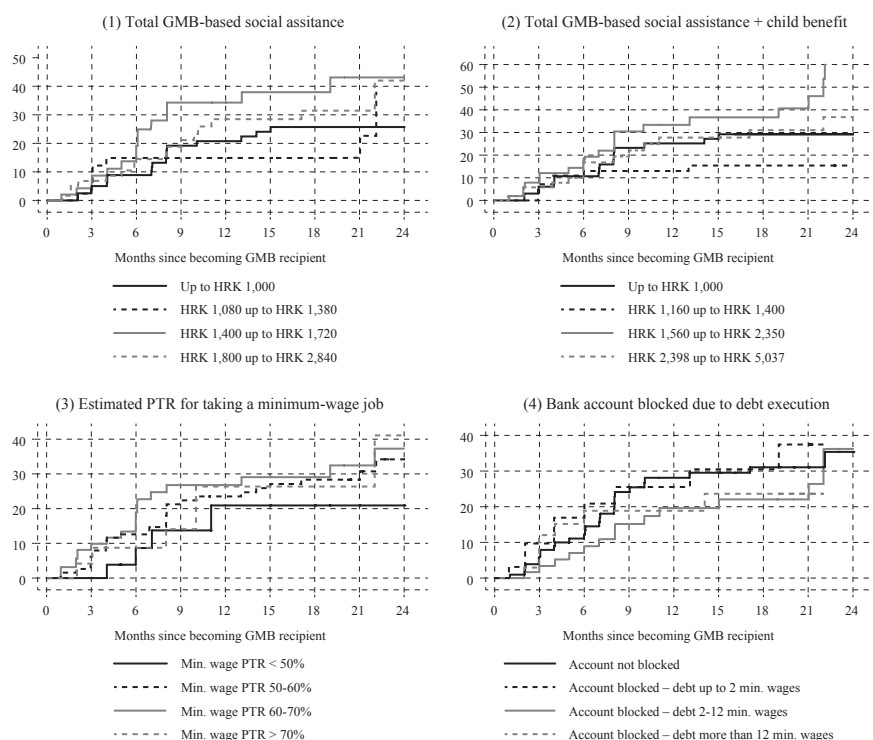 (1) Total GMB-based social assitance
50
40
30
20
10
0
0 3 6 9 12 15 18 21 24
Months since becoming GMB recipient
Up to HRK 1,000
HRK 1,080 up to HRK 1,380
HRK 1,400 up to HRK 1,720
HRK 1,800 up to HRK 2,840
(2) Total GMB-based social assistance + child benefit
60
50
40
30
20
10
0
0 3 6 9 12 15 18 21 24
Months since becoming GMB recipient
Up to HRK 1,000
HRK 1,160 up to HRK 1,400
HRK 1,560 up to HRK 2,350
HRK 2,398 up to HRK 5,037
(3) Estimated PTR for taking a minimum-wage job
40
30
20
10
0
0 3 6 9 12 15 18 21 24
Months since becoming GMB recipient
Min. wage PTR < 50%
Min. wage PTR 50-60%
Min. wage PTR 60-70%
Min. wage PTR > 70%
(4) Bank account blocked due to debt execution
40
30
20
10
0
0 3 6 9 12 15 18 21 24
Months since becoming GMB recipient
Account not blocked
Account blocked – debt up to 2 min. wages
Account blocked – debt 2-12 min. wages
Account blocked – debt more than 12 min. wages